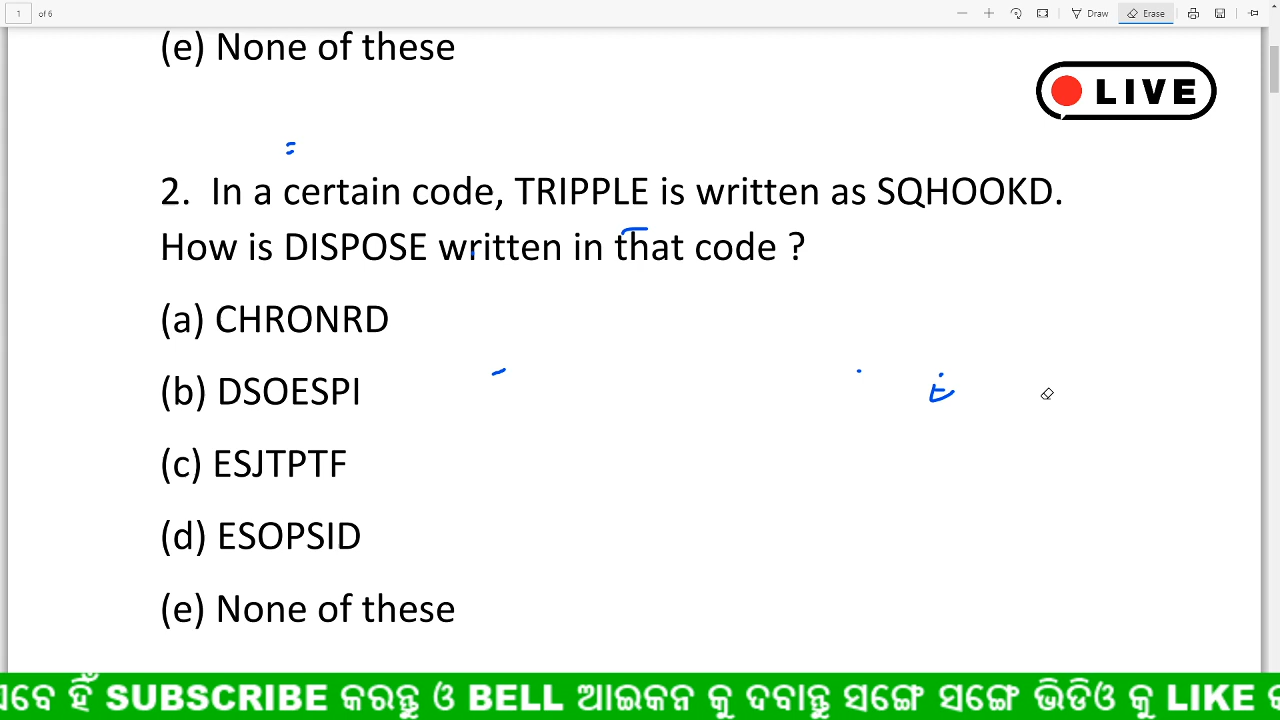 1 of 6
Draw
Erase
(e) None of these
LIVE
2. In a certain code, TRIPPLE is written as SQHOOKD.
How is DISPOSE written in that code ?
(a) CHRONRD
(b) DSOESPI
(c) ESJTPTF
(d) ESOPSID
(e) None of these
ହିଁ SUBSCRIBE କରନ୍ତୁ ଓ BELL ଆଇକନ କୁ ଦବାନ୍ତୁ ସଙ୍ଗେ ସଙ୍ଗେ ଭିଡିଓ କୁ LIKE